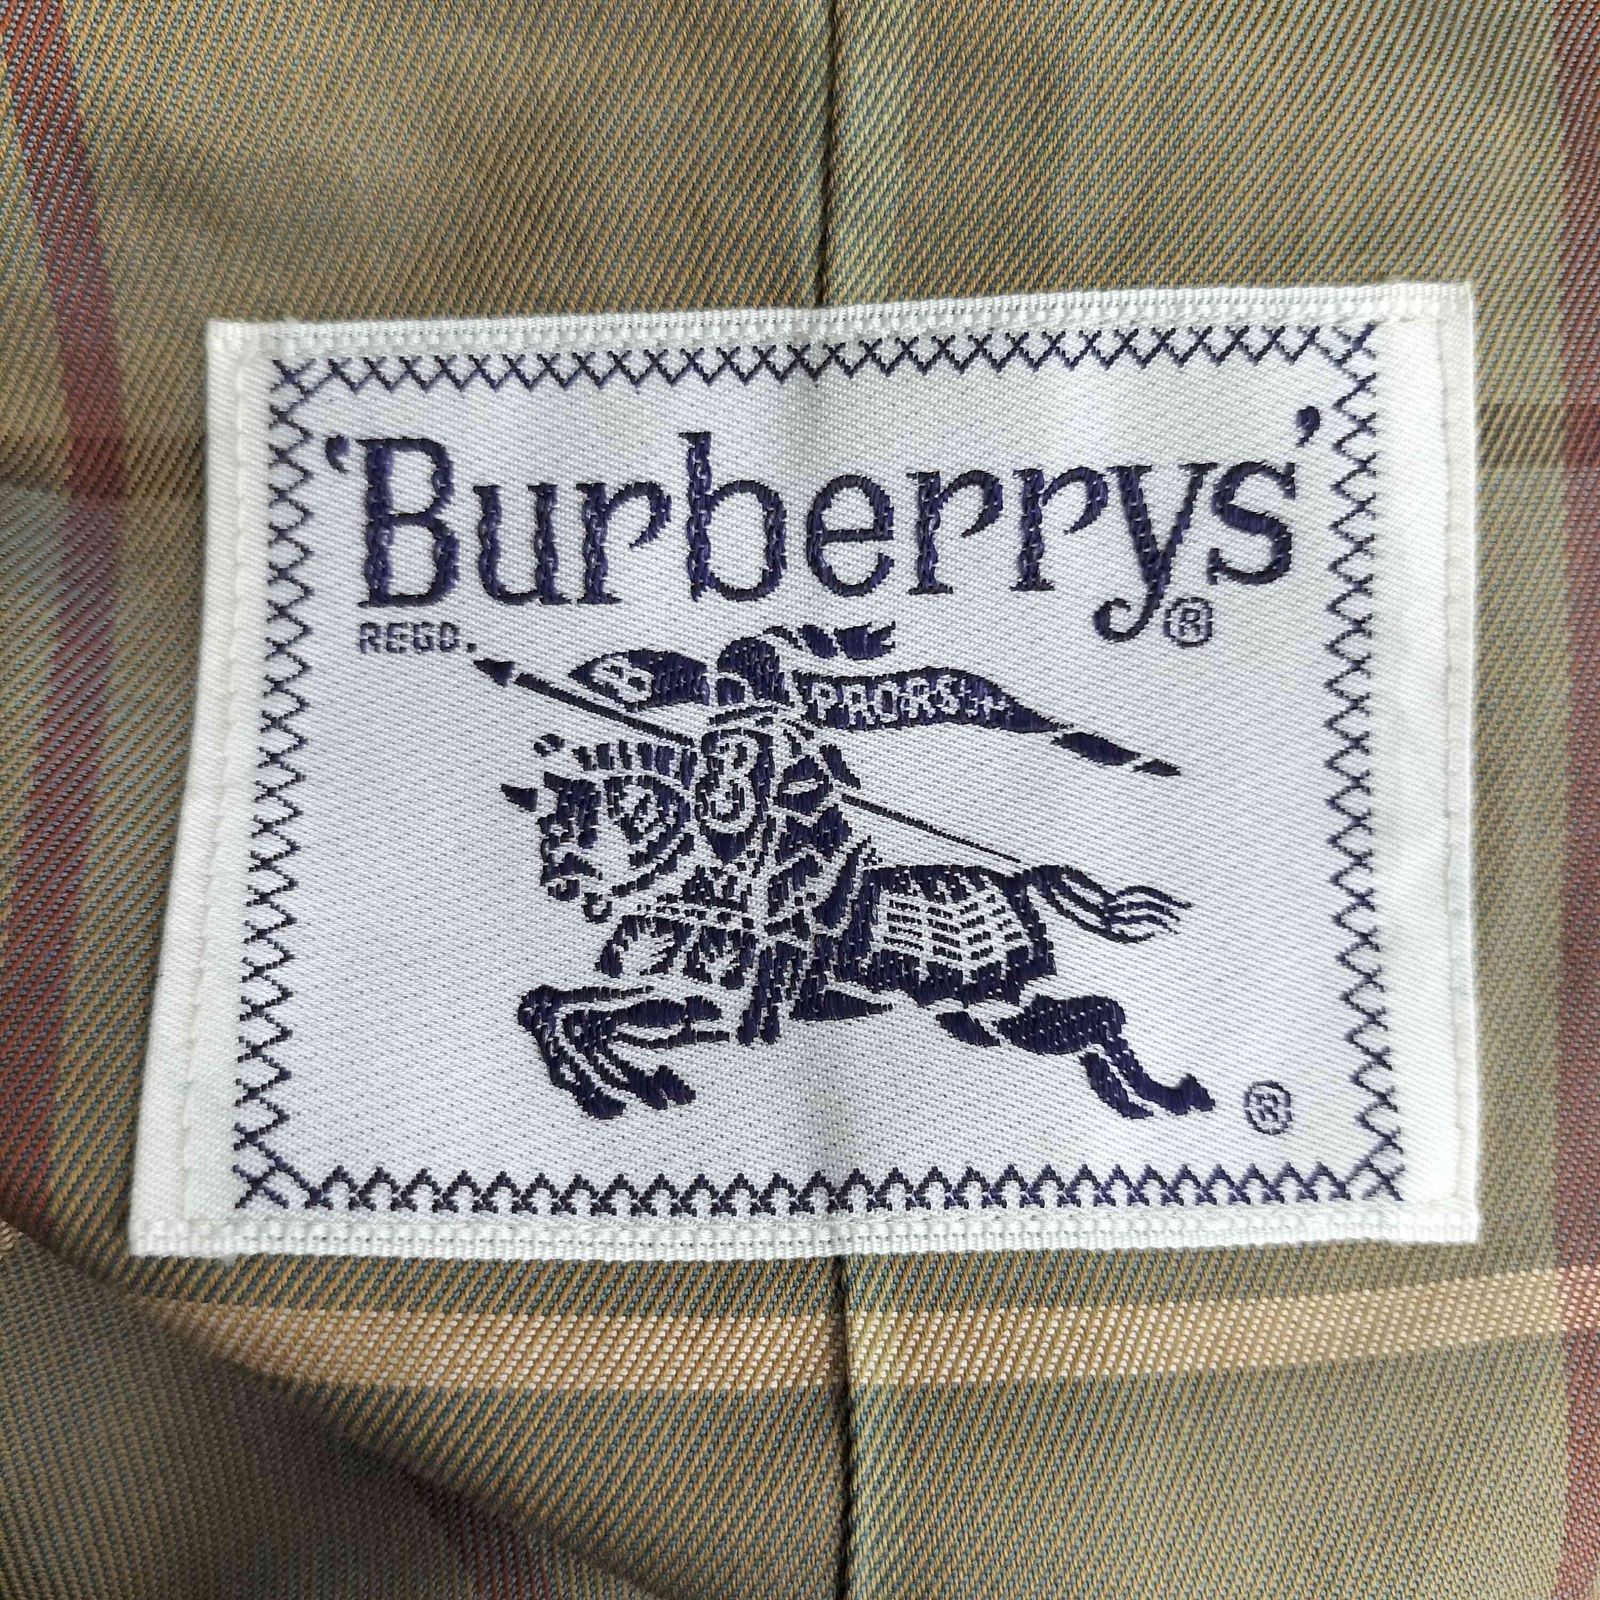 'Burberrys'®
REGD.
B PRORSUM
B
®